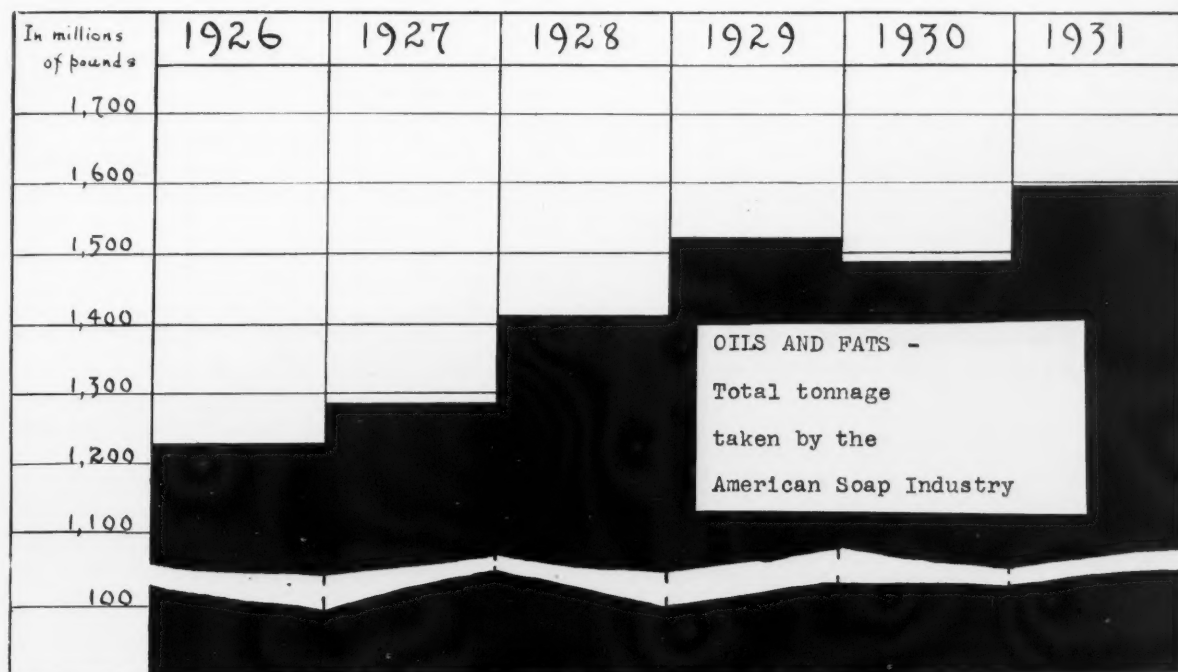 In millions
of pounds
1926 1927 1928 1929 1930 1931
1,700
1,600
1,500
1,400
1,300
1,200
1,100
100
OILS AND FATS -
Total tonnage
taken by the
American Soap Industry